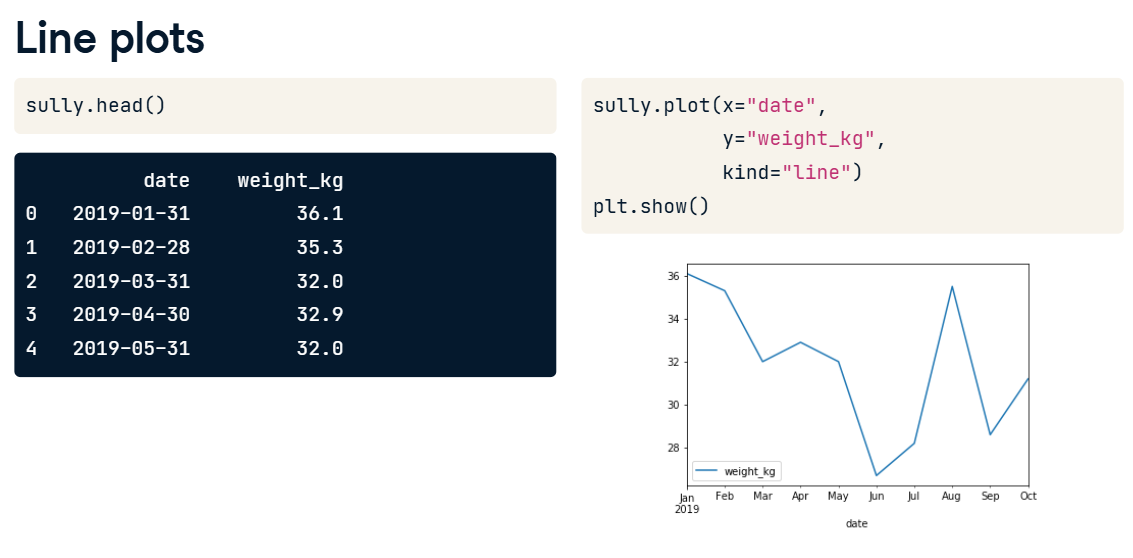 Line plots
sully.head()
date weight_kg
0 2019-01-31 36.1
1 2019-02-28 35.3
2 2019-03-31 32.0
3 2019-04-30 32.9
4 2019-05-31 32.0
sully.plot(x="date",
y="weight_kg",
kind="line")
plt.show()
36
34
32
30
28
weight_kg
Jan Feb Mar Apr May Jun Jul Aug Sep Oct
2019
date